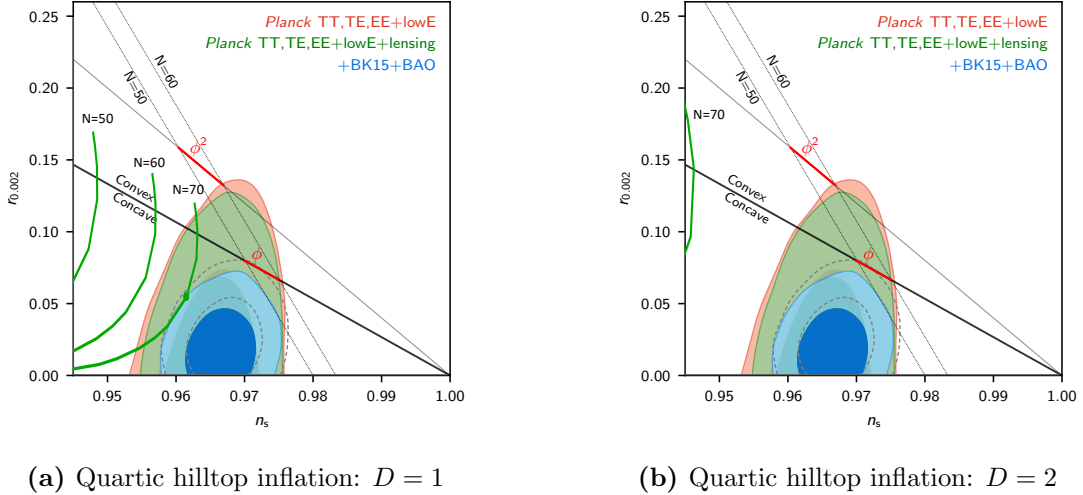 0.25
0.20
0.15
0.10
0.05
0.00
r0.002
0.95
0.96
0.97
0.98
0.99
1.00
ns
Planck TT,TE,EE+lowE
Planck TT,TE,EE+lowE+lensing
+BK15+BAO
N=60
N=50
N=50
N=60
N=70
ϕ2
ϕ
Convex
Concave
(a) Quartic hilltop inflation: D = 1
0.25
0.20
0.15
0.10
0.05
0.00
r0.002
0.95
0.96
0.97
0.98
0.99
1.00
ns
Planck TT,TE,EE+lowE
Planck TT,TE,EE+lowE+lensing
+BK15+BAO
N=60
N=50
N=70
ϕ2
ϕ
Convex
Concave
(b) Quartic hilltop inflation: D = 2